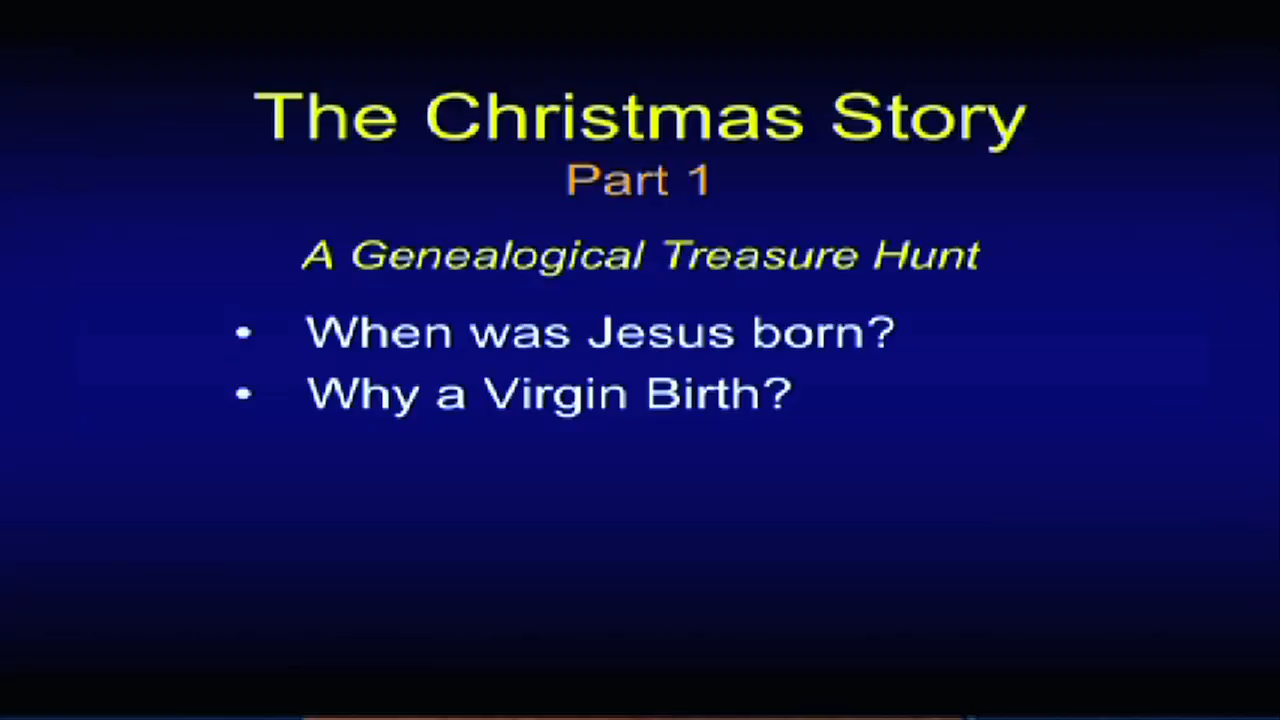 The Christmas Story
Part 1
A Genealogical Treasure Hunt
• When was Jesus born?
• Why a Virgin Birth?